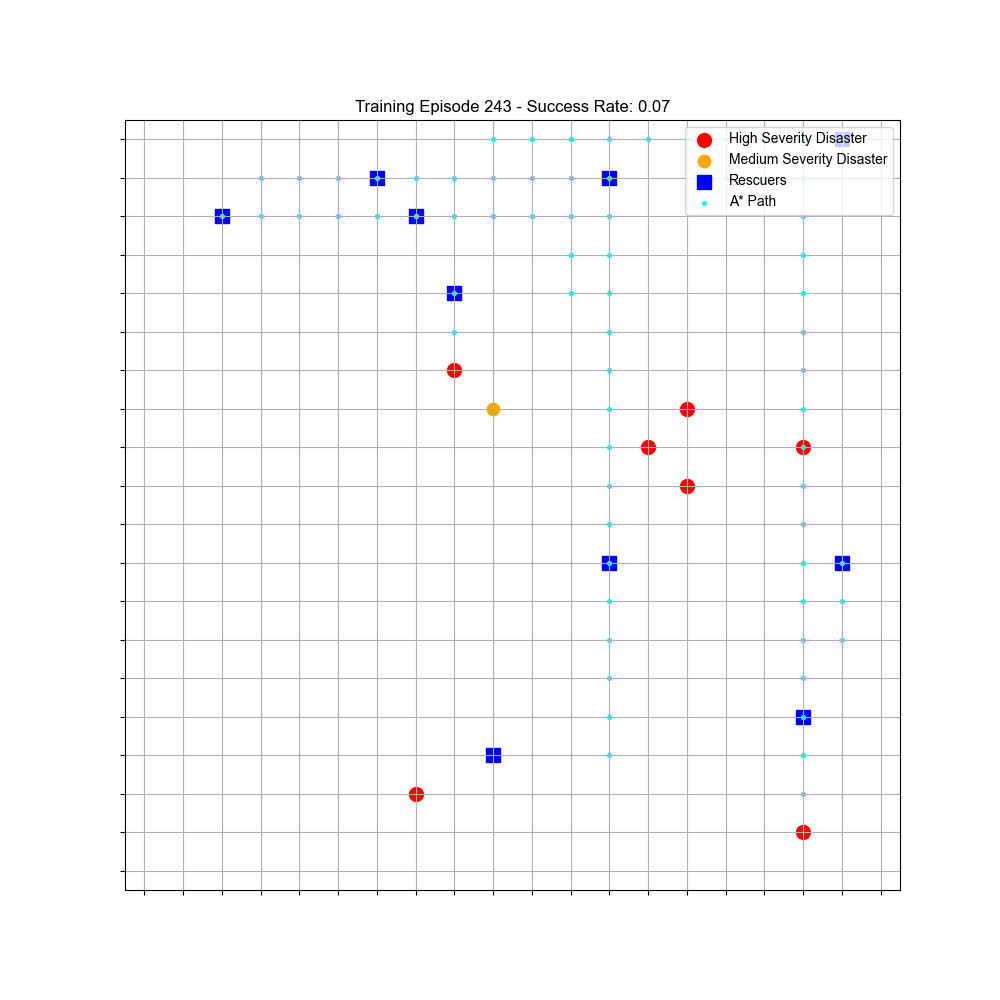 Training Episode 243 - Success Rate: 0.07
High Severity Disaster
Medium Severity Disaster
Rescuers
A* Path